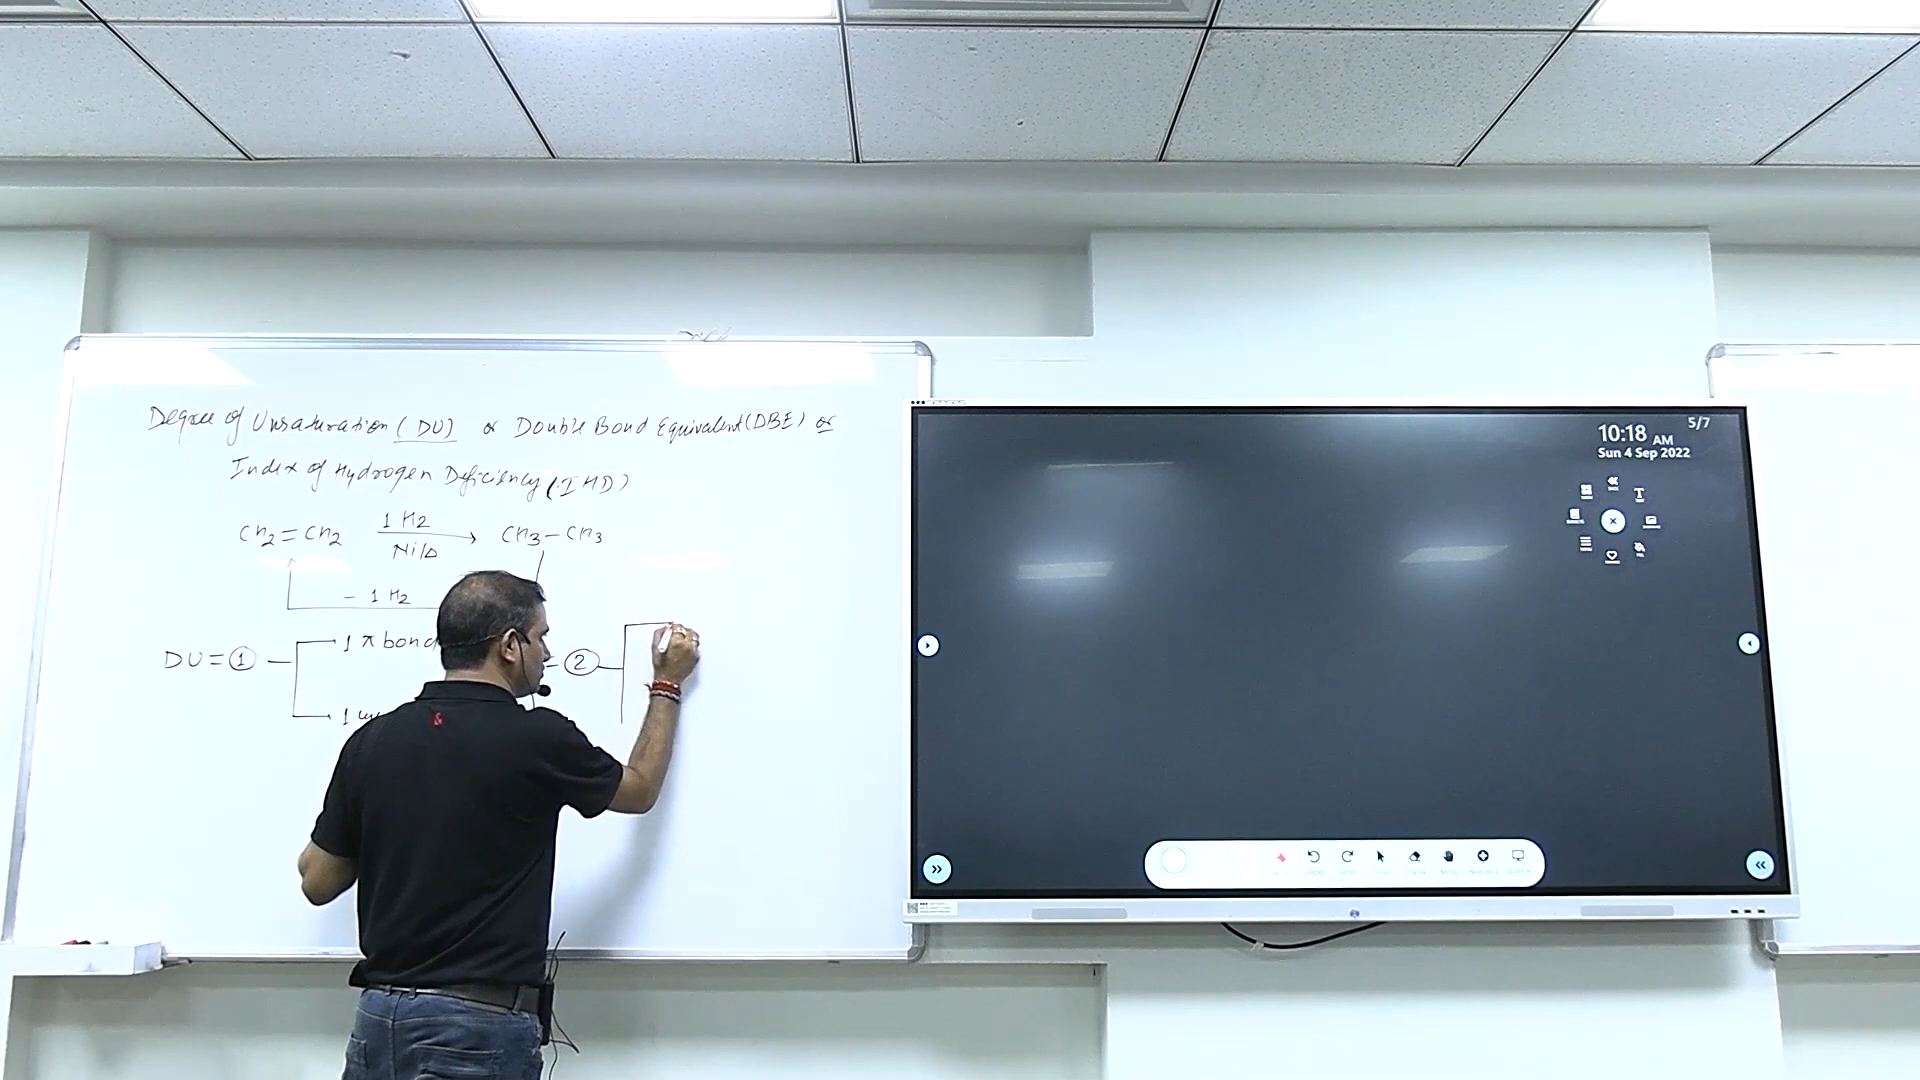 Degree of Unsaturation (DU) or Double Bond Equivalent (DBE) or
Index of Hydrogen Deficiency (IHD)
CH2=CH2 1 H2 Ni/Δ → CH3-CH3
- 1 H2
DU = 1
1 π bond
1
= 2
5/7
10:18 AM
Sun 4 Sep 2022